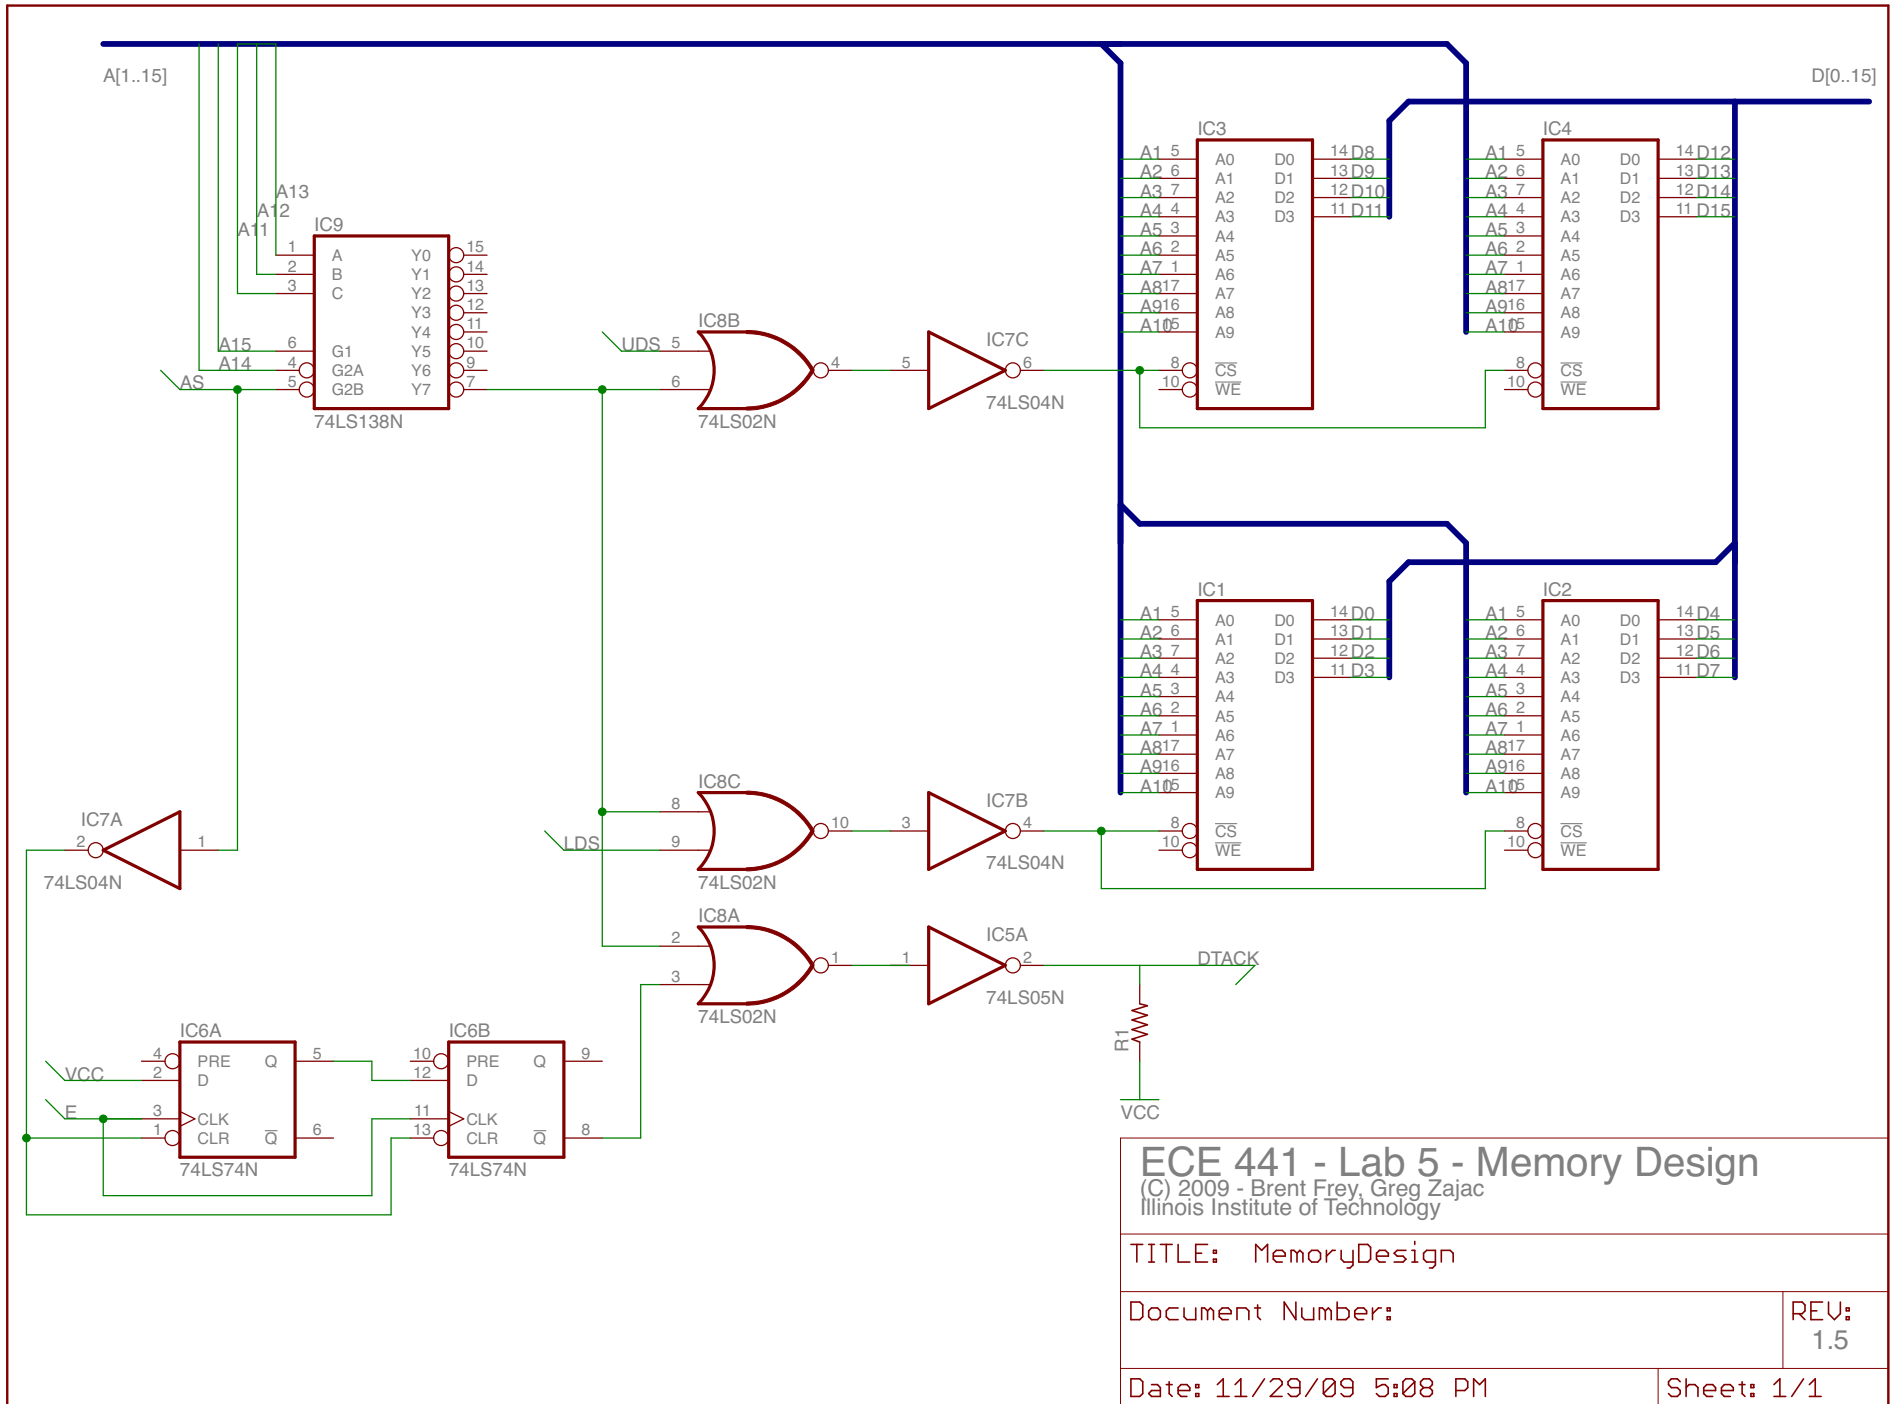 A[1..15]
D[0..15]
A13
A12
A11
IC9
1 A Y0 15
2 B Y1 14
3 C Y2 13
Y3 12
Y4 11
A15 6 G1 Y5 10
A14 4 G2A Y6 9
AS 5 G2B Y7 7
74LS138N
UDS 5
6
IC8B
4
74LS02N
5
IC7C
6
74LS04N
IC3
A1 5 A0 D0 14 D8
A2 6 A1 D1 13 D9
A3 7 A2 D2 12 D10
A4 4 A3 D3 11 D11
A5 3 A4
A6 2 A5
A7 1 A6
A8 17 A7
A9 16 A8
A10 15 A9
8 CS
10 WE
IC4
A1 5 A0 D0 14 D12
A2 6 A1 D1 13 D13
A3 7 A2 D2 12 D14
A4 4 A3 D3 11 D15
A5 3 A4
A6 2 A5
A7 1 A6
A8 17 A7
A9 16 A8
A10 15 A9
8 CS
10 WE
IC1
A1 5 A0 D0 14 D0
A2 6 A1 D1 13 D1
A3 7 A2 D2 12 D2
A4 4 A3 D3 11 D3
A5 3 A4
A6 2 A5
A7 1 A6
A8 17 A7
A9 16 A8
A10 15 A9
8 CS
10 WE
IC2
A1 5 A0 D0 14 D4
A2 6 A1 D1 13 D5
A3 7 A2 D2 12 D6
A4 4 A3 D3 11 D7
A5 3 A4
A6 2 A5
A7 1 A6
A8 17 A7
A9 16 A8
A10 15 A9
8 CS
10 WE
IC7A
2 1
74LS04N
IC8C
8
LDS 9
10
74LS02N
3
IC7B
4
74LS04N
IC8A
2
3
1
74LS02N
1
IC5A
2
74LS05N
DTACK
R1
VCC
IC6A
4 PRE Q 5
VCC 2 D
E 3 CLK
1 CLR Q 6
74LS74N
IC6B
10 PRE Q 9
12 D
11 CLK
13 CLR Q 8
74LS74N
ECE 441 - Lab 5 - Memory Design
(C) 2009 - Brent Frey, Greg Zajac
Illinois Institute of Technology
TITLE: MemoryDesign
Document Number:
REV:
1.5
Date: 11/29/09 5:08 PM
Sheet: 1/1